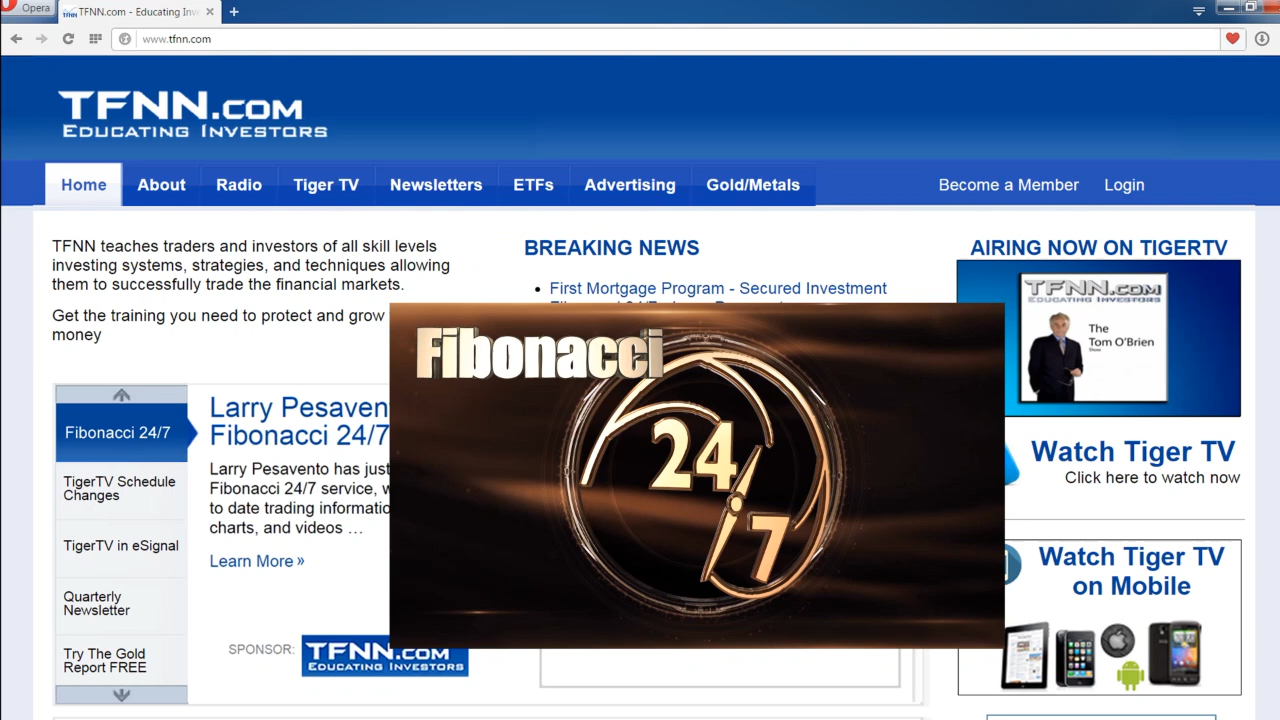 Opera
TFNN.com - Educating Inv
www.tfnn.com
TFNN.COM
EDUCATING INVESTORS
Home
About
Radio
Tiger TV
Newsletters
ETFs
Advertising
Gold/Metals
Become a Member
Login
TFNN teaches traders and investors of all skill levels
investing systems, strategies, and techniques allowing
them to successfully trade the financial markets.
Get the training you need to protect and grow
money
BREAKING NEWS
First Mortgage Program - Secured Investment
AIRING NOW ON TIGERTV
TFNN.COM
EDUCATING INVESTORS
The
Tom O'Brien
Show
Fibonacci
24
7
Fibonacci 24/7
TigerTV Schedule
Changes
TigerTV in eSignal
Quarterly
Newsletter
Try The Gold
Report FREE
Larry Pesaven
Fibonacci 24/7
Larry Pesavento has just
Fibonacci 24/7 service, w
to date trading informatio
charts, and videos …
Learn More »
SPONSOR:
TFNN.COM
EDUCATING INVESTORS
Watch Tiger TV
Click here to watch now
Watch Tiger TV
on Mobile